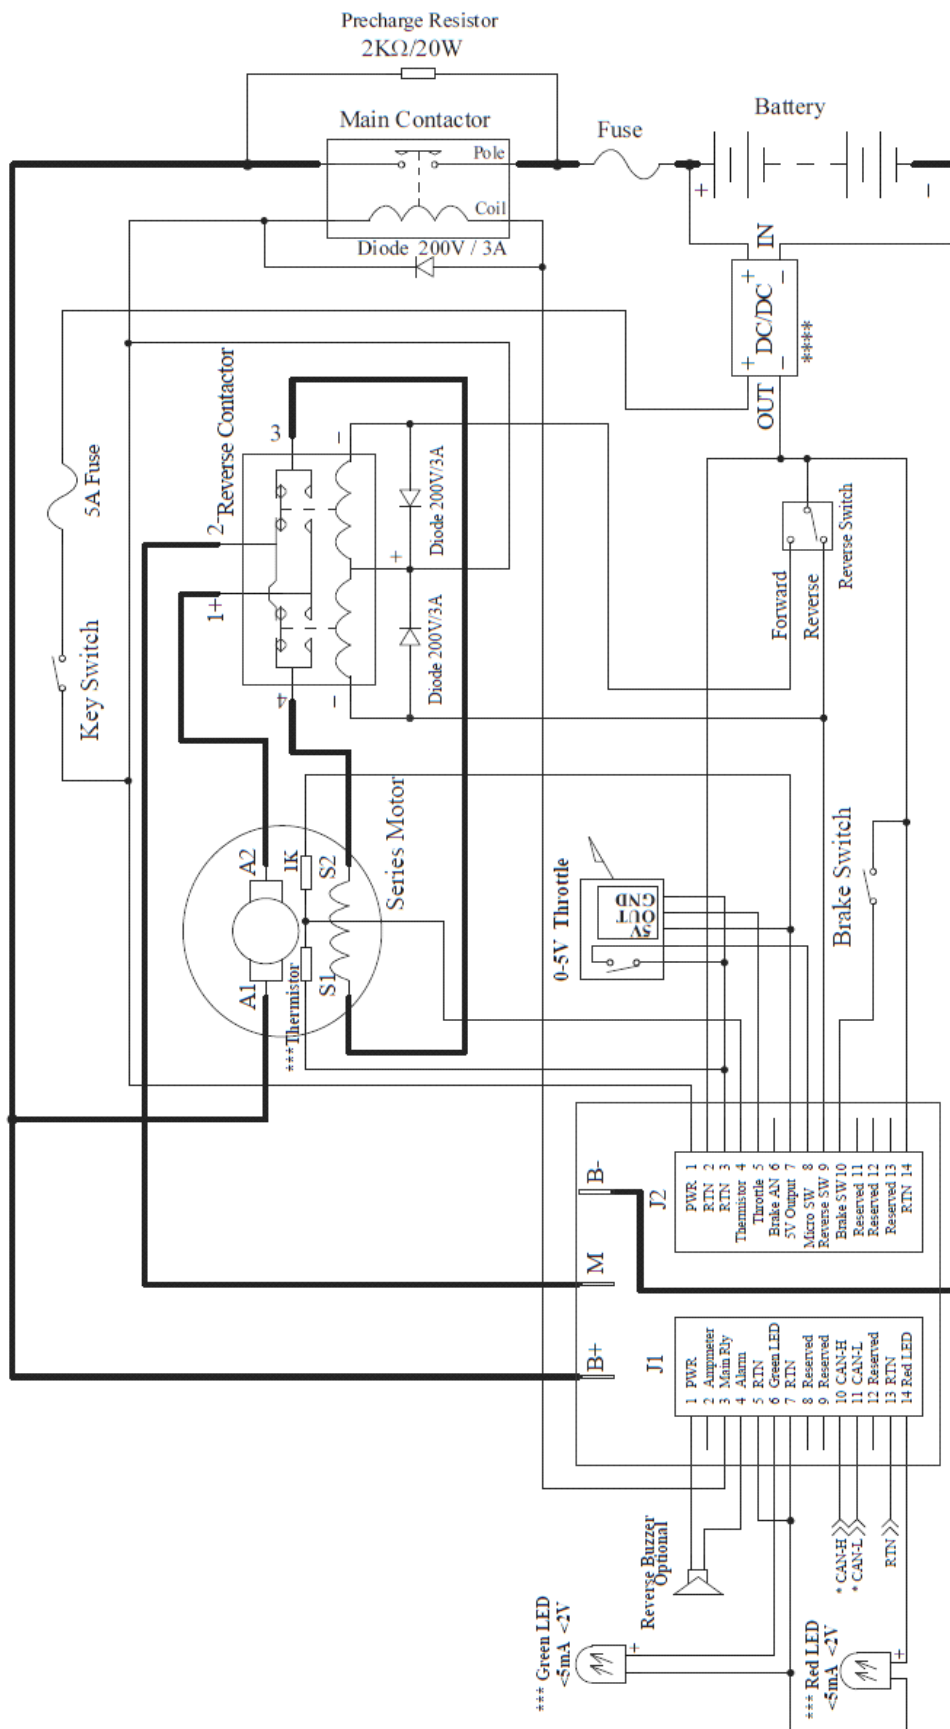 Precharge Resistor
2KΩ/20W
Main Contactor
Pole
Coil
Diode 200V / 3A
Fuse
Battery
+
−
IN
+
−
DC/DC
****
+
−
OUT
5A Fuse
Key Switch
2-
Reverse Contactor
3
−
1+
+
4
−
Diode 200V/3A
Diode 200V/3A
Forward
Reverse
Reverse Switch
Series Motor
A2
1K
S2
A1
***Thermistor
S1
0-5V Throttle
GND
OUT
5V
Brake Switch
B-
M
B+
J2
PWR 1
RTN 2
RTN 3
Thermistor 4
Throttle 5
Brake AN 6
5V Output 7
Micro SW 8
Reverse SW 9
Brake SW10
Reserved 11
Reserved 12
Reserved 13
RTN 14
J1
1 PWR
2 Ampmeter
3 Main Rly
4 Alarm
5 RTN
6 Green LED
7 RTN
8 Reserved
9 Reserved
10 CAN-H
11 CAN-L
12 Reserved
13 RTN
14 Red LED
Reverse Buzzer
Optional
* CAN-H
* CAN-L
RTN
*** Green LED
<5mA <2V
+
*** Red LED
<5mA <2V
+